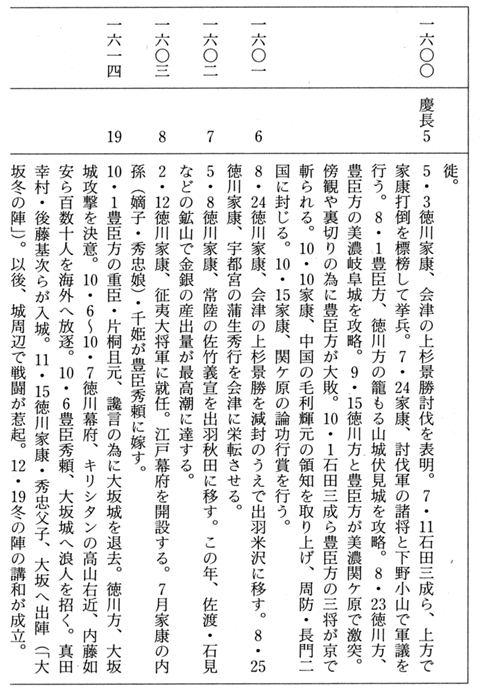 徒。
一六〇〇 慶長5 5・3徳川家康、会津の上杉景勝討伐を表明。7・11石田三成ら、上方で
家康打倒を標榜して挙兵。7・24家康、討伐軍の諸将と下野小山で軍議を
行う。8・1豊臣方、徳川方の籠もる山城伏見城を攻略。8・23徳川方、
豊臣方の美濃岐阜城を攻略。9・15徳川方と豊臣方が美濃関ケ原で激突。
傍観や裏切りの為に豊臣方が大敗。10・1石田三成ら豊臣方の三将が京で
斬られる。10・10家康、中国の毛利輝元の領知を取り上げ、周防・長門二
国に封じる。10・15家康、関ケ原の論功行賞を行う。
一六〇一 6 8・24徳川家康、会津の上杉景勝を減封のうえで出羽米沢に移す。8・25
徳川家康、宇都宮の蒲生秀行を会津に栄転させる。
一六〇二 7 5・8徳川家康、常陸の佐竹義宣を出羽秋田に移す。この年、佐渡・石見
などの鉱山で金銀の産出量が最高潮に達する。
一六〇三 8 2・12徳川家康、征夷大将軍に就任。江戸幕府を開設する。7月家康の内
孫（嫡子・秀忠娘）・千姫が豊臣秀頼に嫁す。
一六一四 19 10・1豊臣方の重臣・片桐且元、讒言の為に大坂城を退去。徳川方、大坂
城攻撃を決意。10・6〜10・7徳川幕府、キリシタンの高山右近、内藤如
安ら百数十人を海外へ放逐。10・6豊臣秀頼、大坂城へ浪人を招く。真田
幸村・後藤基次らが入城。11・15徳川家康・秀忠父子、大坂へ出陣（「大
坂冬の陣」）。以後、城周辺で戦闘が惹起。12・19冬の陣の講和が成立。